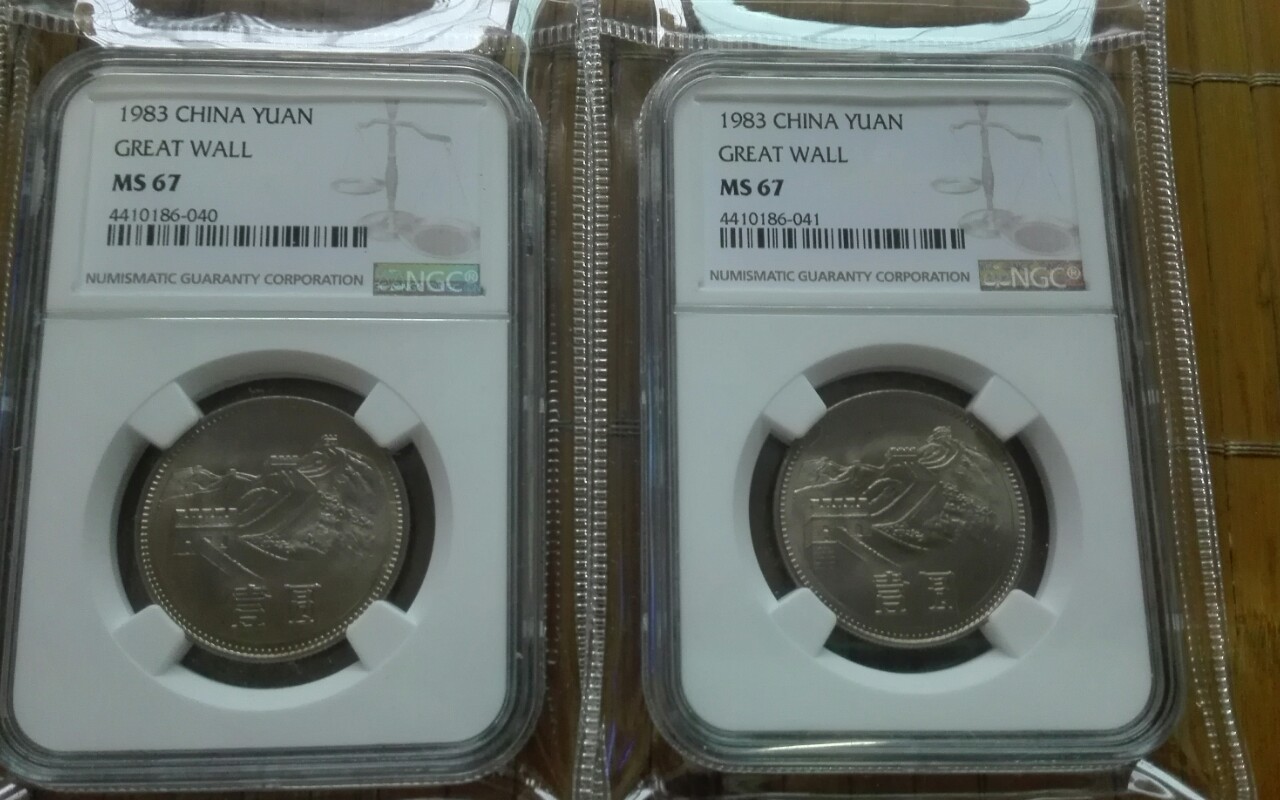 1983 CHINA YUAN
GREAT WALL
MS 67
4410186-040
NUMISMATIC GUARANTY CORPORATION
NGC®
壹圆
1983 CHINA YUAN
GREAT WALL
MS 67
4410186-041
NUMISMATIC GUARANTY CORPORATION
NGC®
壹圆